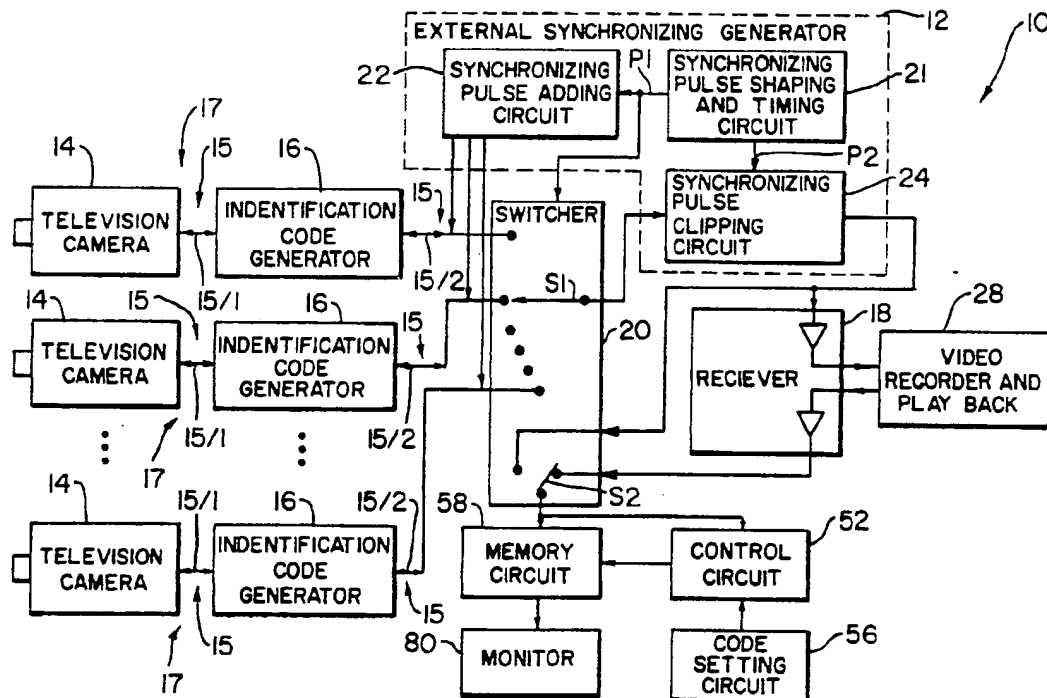 12
10
EXTERNAL SYNCHRONIZING GENERATOR
22
SYNCHRONIZING
PULSE ADDING
CIRCUIT
P1
SYNCHRONIZING
PULSE SHAPING
AND TIMING
CIRCUIT
21
P2
17
14
15
16
TELEVISION
CAMERA
INDENTIFICATION
CODE
GENERATOR
15
15/1
15/2
SWITCHER
SYNCHRONIZING
PULSE
CLIPPING
CIRCUIT
24
S1
20
14
15
16
15
TELEVISION
CAMERA
INDENTIFICATION
CODE
GENERATOR
15/1
15/2
17
18
RECIEVER
28
VIDEO
RECORDER AND
PLAY BACK
S2
14
15/1
16
15/2
TELEVISION
CAMERA
INDENTIFICATION
CODE
GENERATOR
15
15
17
58
MEMORY
CIRCUIT
52
CONTROL
CIRCUIT
80
MONITOR
56
CODE
SETTING
CIRCUIT